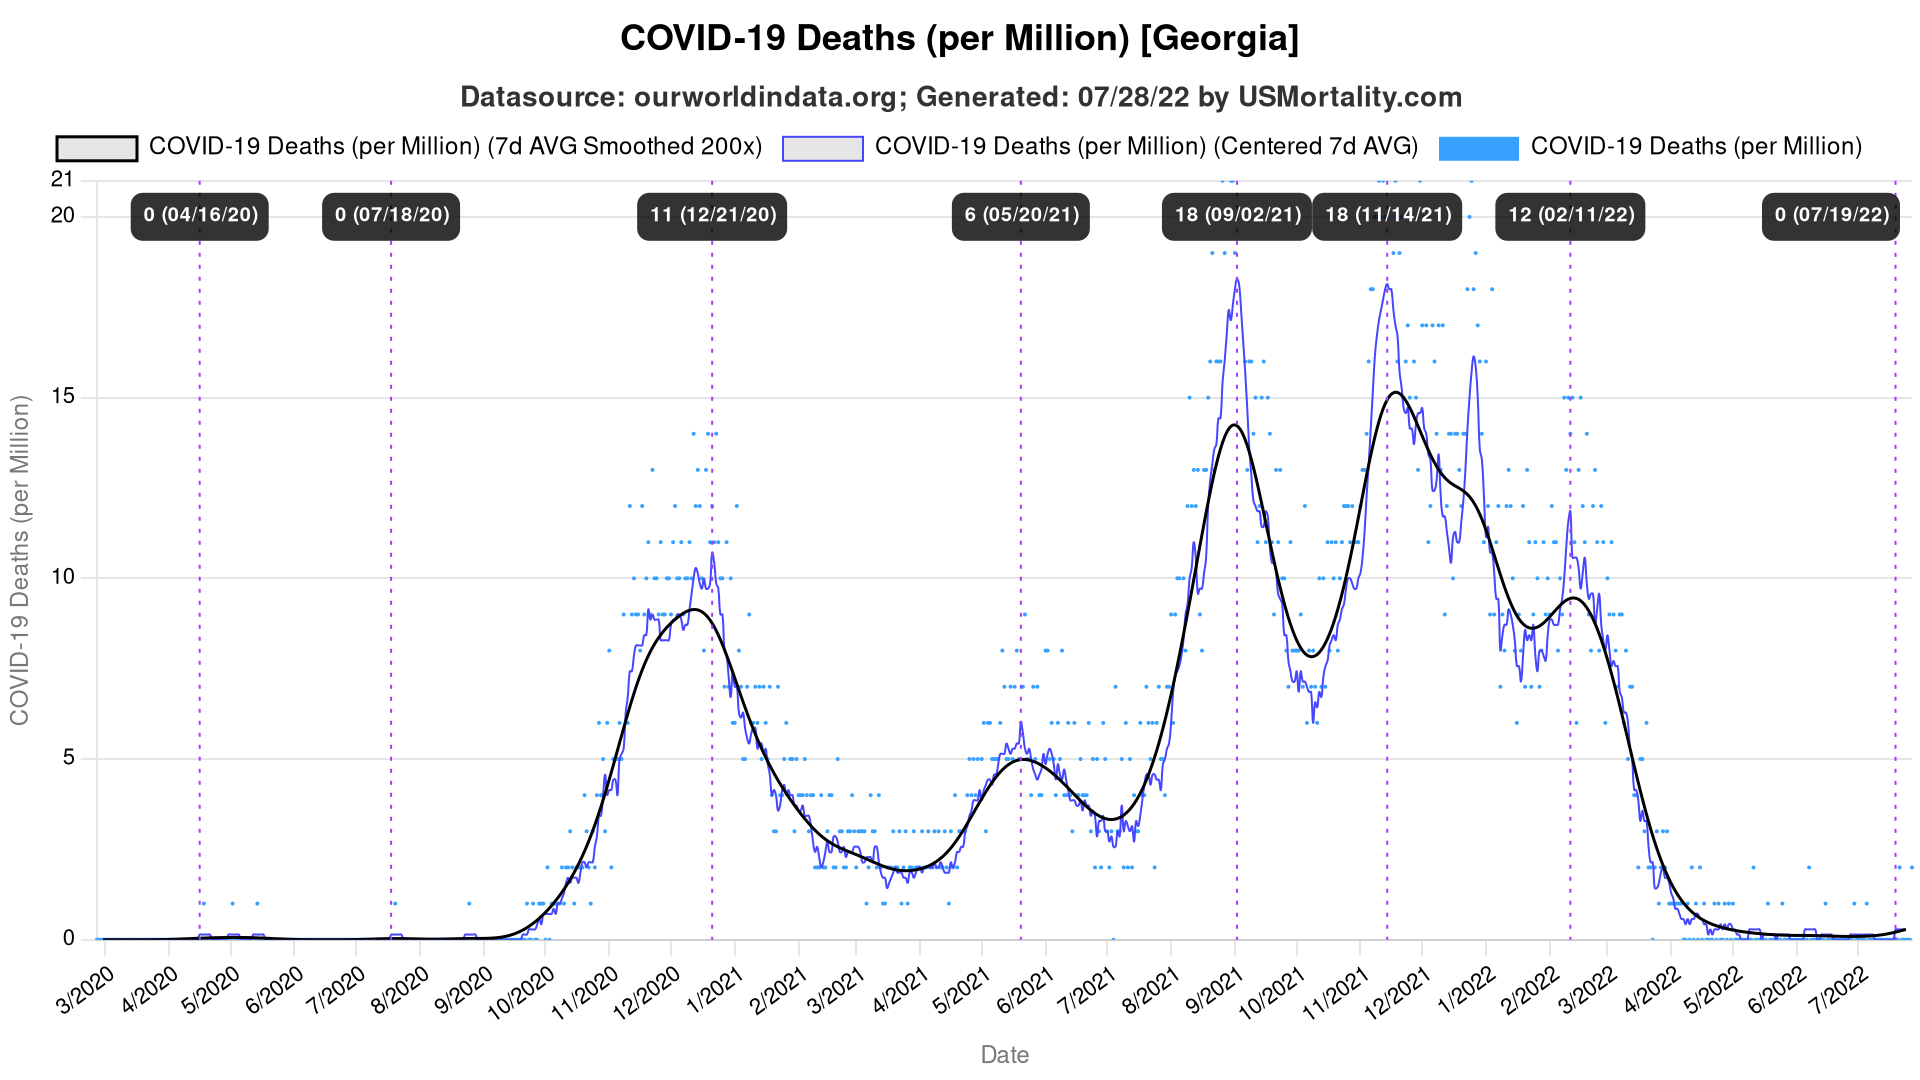 COVID-19 Deaths (per Million) [Georgia]
Datasource: ourworldindata.org; Generated: 07/28/22 by USMortality.com
COVID-19 Deaths (per Million) (7d AVG Smoothed 200x) COVID-19 Deaths (per Million) (Centered 7d AVG) COVID-19 Deaths (per Million)
21
20
15
10
5
0
0 (04/16/20) 0 (07/18/20) 11 (12/21/20) 6 (05/20/21) 18 (09/02/21) 18 (11/14/21) 12 (02/11/22) 0 (07/19/22)
COVID-19 Deaths (per Million)
3/2020 4/2020 5/2020 6/2020 7/2020 8/2020 9/2020 10/2020 11/2020 12/2020 1/2021 2/2021 3/2021 4/2021 5/2021 6/2021 7/2021 8/2021 9/2021 10/2021 11/2021 12/2021 1/2022 2/2022 3/2022 4/2022 5/2022 6/2022 7/2022
Date